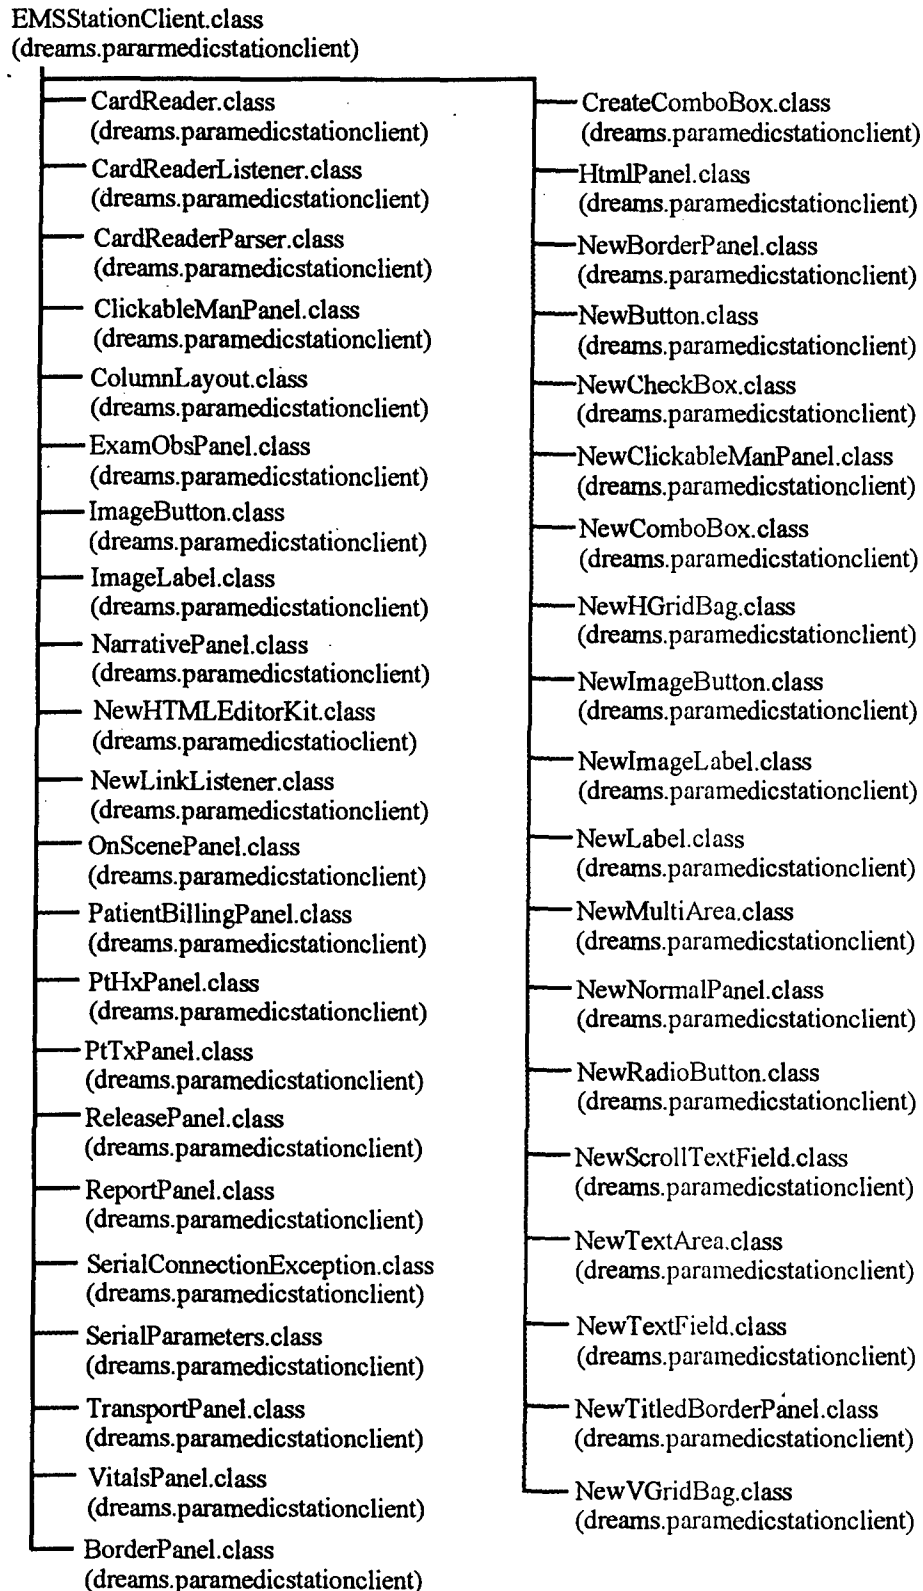 EMSStationClient.class
(dreams.pararmedicstationclient)
CardReader.class
(dreams.paramedicstationclient)
CardReaderListener.class
(dreams.paramedicstationclient)
CardReaderParser.class
(dreams.paramedicstationclient)
ClickableManPanel.class
(dreams.paramedicstationclient)
ColumnLayout.class
(dreams.paramedicstationclient)
ExamObsPanel.class
(dreams.paramedicstationclient)
ImageButton.class
(dreams.paramedicstationclient)
ImageLabel.class
(dreams.paramedicstationclient)
NarrativePanel.class
(dreams.paramedicstationclient)
NewHTMLEditorKit.class
(dreams.paramedicstatioclient)
NewLinkListener.class
(dreams.paramedicstationclient)
OnScenePanel.class
(dreams.paramedicstationclient)
PatientBillingPanel.class
(dreams.paramedicstationclient)
PtHxPanel.class
(dreams.paramedicstationclient)
PtTxPanel.class
(dreams.paramedicstationclient)
ReleasePanel.class
(dreams.paramedicstationclient)
ReportPanel.class
(dreams.paramedicstationclient)
SerialConnectionException.class
(dreams.paramedicstationclient)
SerialParameters.class
(dreams.paramedicstationclient)
TransportPanel.class
(dreams.paramedicstationclient)
VitalsPanel.class
(dreams.paramedicstationclient)
BorderPanel.class
(dreams.paramedicstationclient)
CreateComboBox.class
(dreams.paramedicstationclient)
HtmlPanel.class
(dreams.paramedicstationclient)
NewBorderPanel.class
(dreams.paramedicstationclient)
NewButton.class
(dreams.paramedicstationclient)
NewCheckBox.class
(dreams.paramedicstationclient)
NewClickableManPanel.class
(dreams.paramedicstationclient)
NewComboBox.class
(dreams.paramedicstationclient)
NewHGridBag.class
(dreams.paramedicstationclient)
NewImageButton.class
(dreams.paramedicstationclient)
NewImageLabel.class
(dreams.paramedicstationclient)
NewLabel.class
(dreams.paramedicstationclient)
NewMultiArea.class
(dreams.paramedicstationclient)
NewNormalPanel.class
(dreams.paramedicstationclient)
NewRadioButton.class
(dreams.paramedicstationclient)
NewScrollTextField.class
(dreams.paramedicstationclient)
NewTextArea.class
(dreams.paramedicstationclient)
NewTextField.class
(dreams.paramedicstationclient)
NewTitledBorderPanel.class
(dreams.paramedicstationclient)
NewVGridBag.class
(dreams.paramedicstationclient)